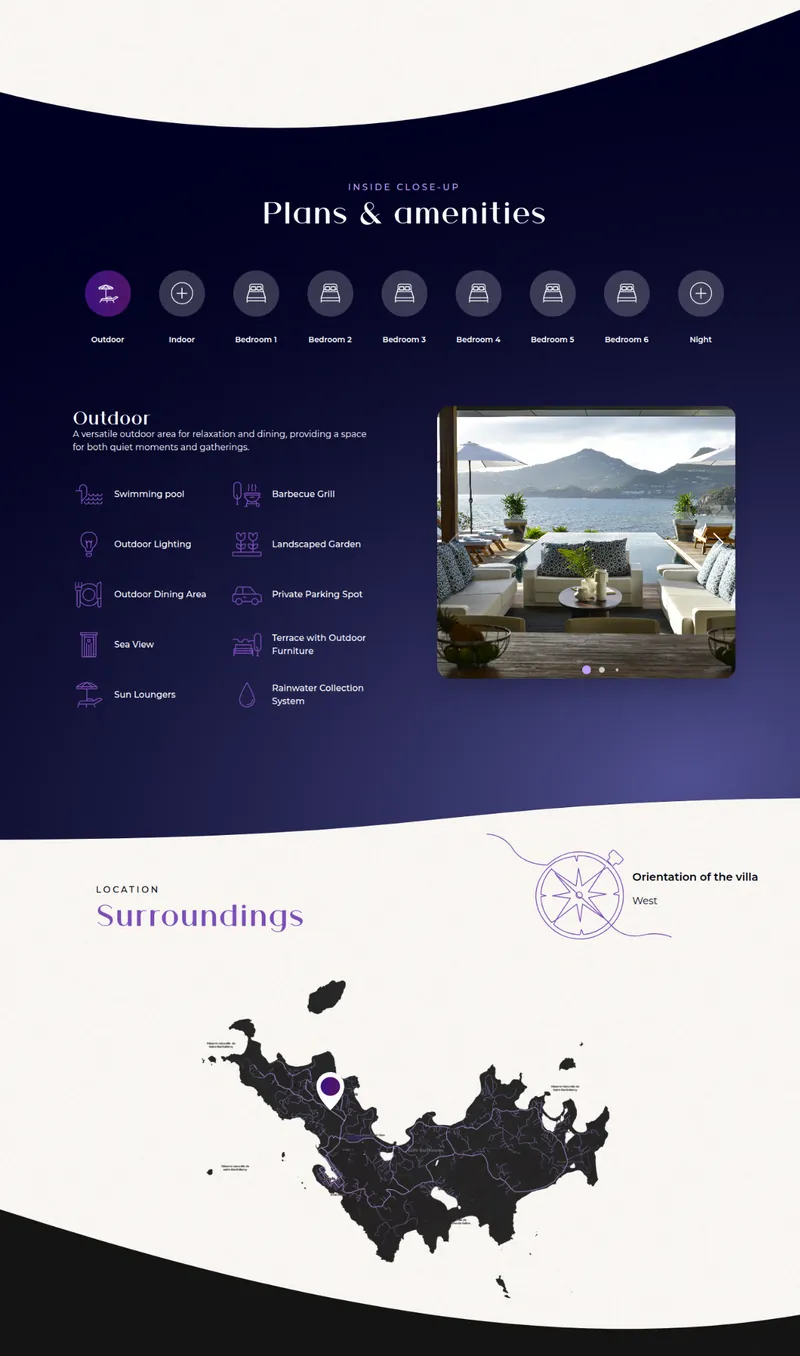 INSIDE CLOSE-UP
Plans & amenities
Outdoor
Indoor
Bedroom 1
Bedroom 2
Bedroom 3
Bedroom 4
Bedroom 5
Bedroom 6
Night
Outdoor
A versatile outdoor area for relaxation and dining, providing a space
for both quiet moments and gatherings.
Swimming pool
Barbecue Grill
Outdoor Lighting
Landscaped Garden
Outdoor Dining Area
Private Parking Spot
Sea View
Terrace with Outdoor
Furniture
Sun Loungers
Rainwater Collection
System
Orientation of the villa
West
LOCATION
Surroundings